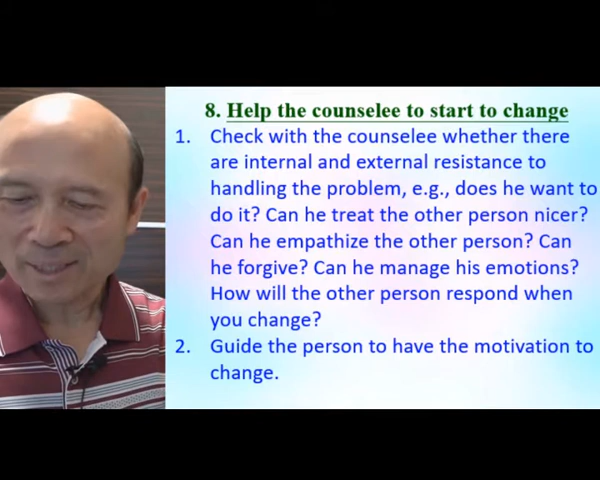 8. Help the counselee to start to change
1. Check with the counselee whether there
are internal and external resistance to
handling the problem, e.g., does he want to
do it? Can he treat the other person nicer?
Can he empathize the other person? Can
he forgive? Can he manage his emotions?
How will the other person respond when
you change?
2. Guide the person to have the motivation to
change.